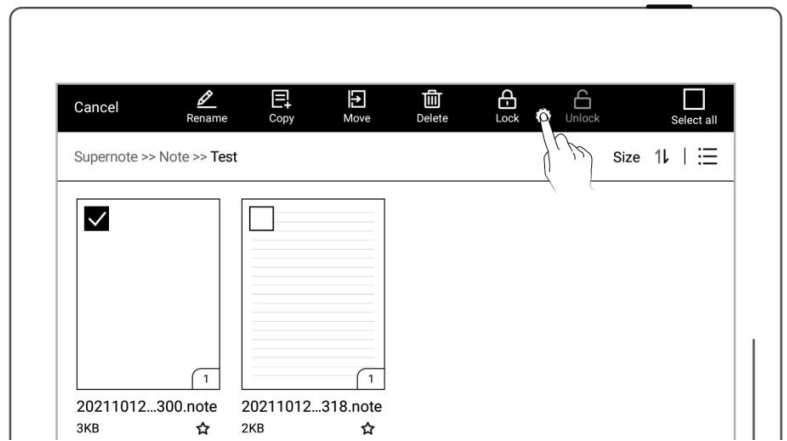 Cancel Rename Copy Move Delete Lock Unlock Select all
Supernote >> Note >> Test Size
1
1
20211012...300.note 20211012...318.note
3KB 2KB